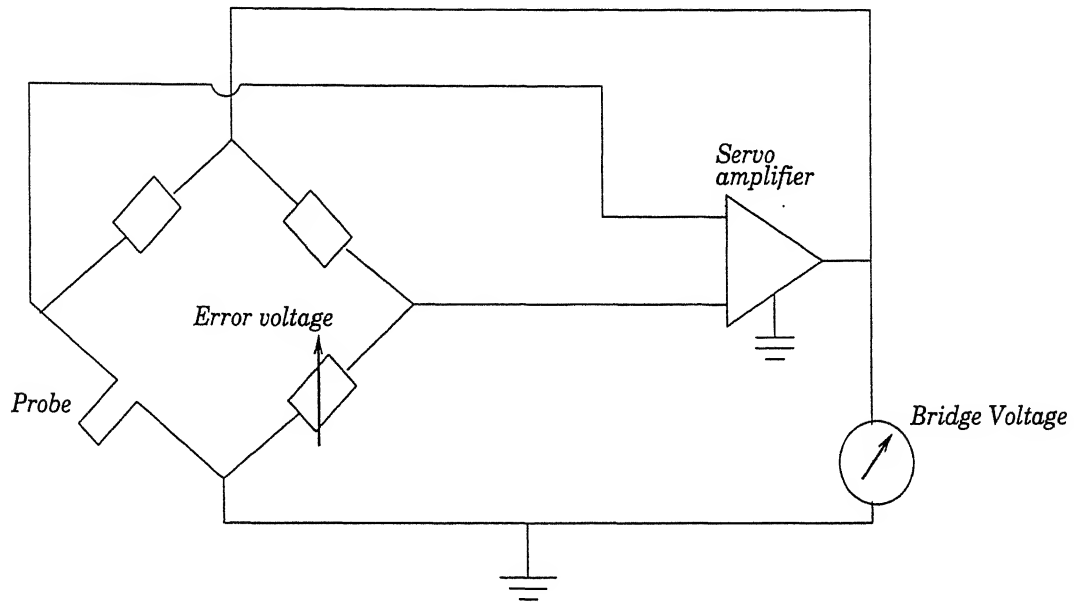 Servo
amplifier
Error voltage
Probe
Bridge Voltage